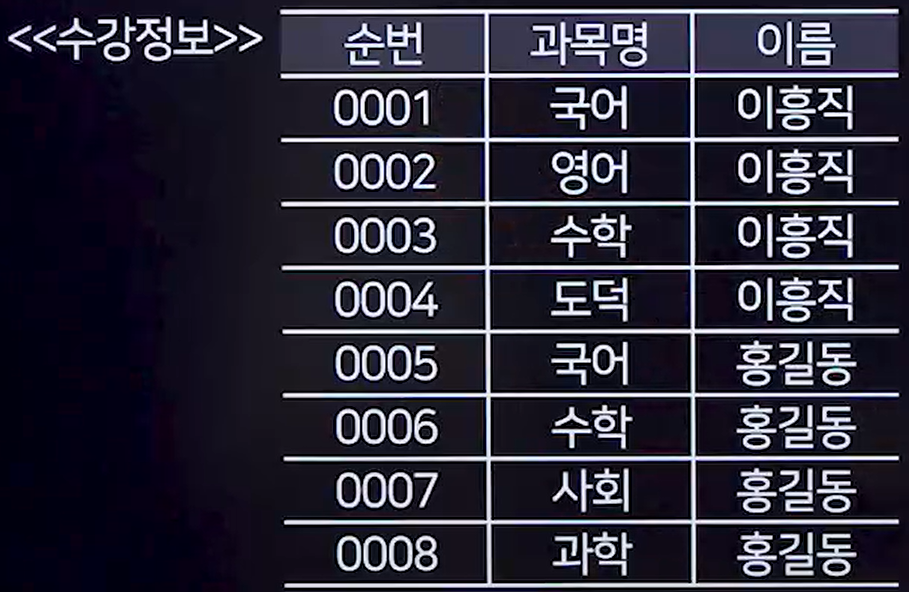 <<수강정보>>
순번 과목명 이름
0001 국어 이흥직
0002 영어 이흥직
0003 수학 이흥직
0004 도덕 이흥직
0005 국어 홍길동
0006 수학 홍길동
0007 사회 홍길동
0008 과학 홍길동